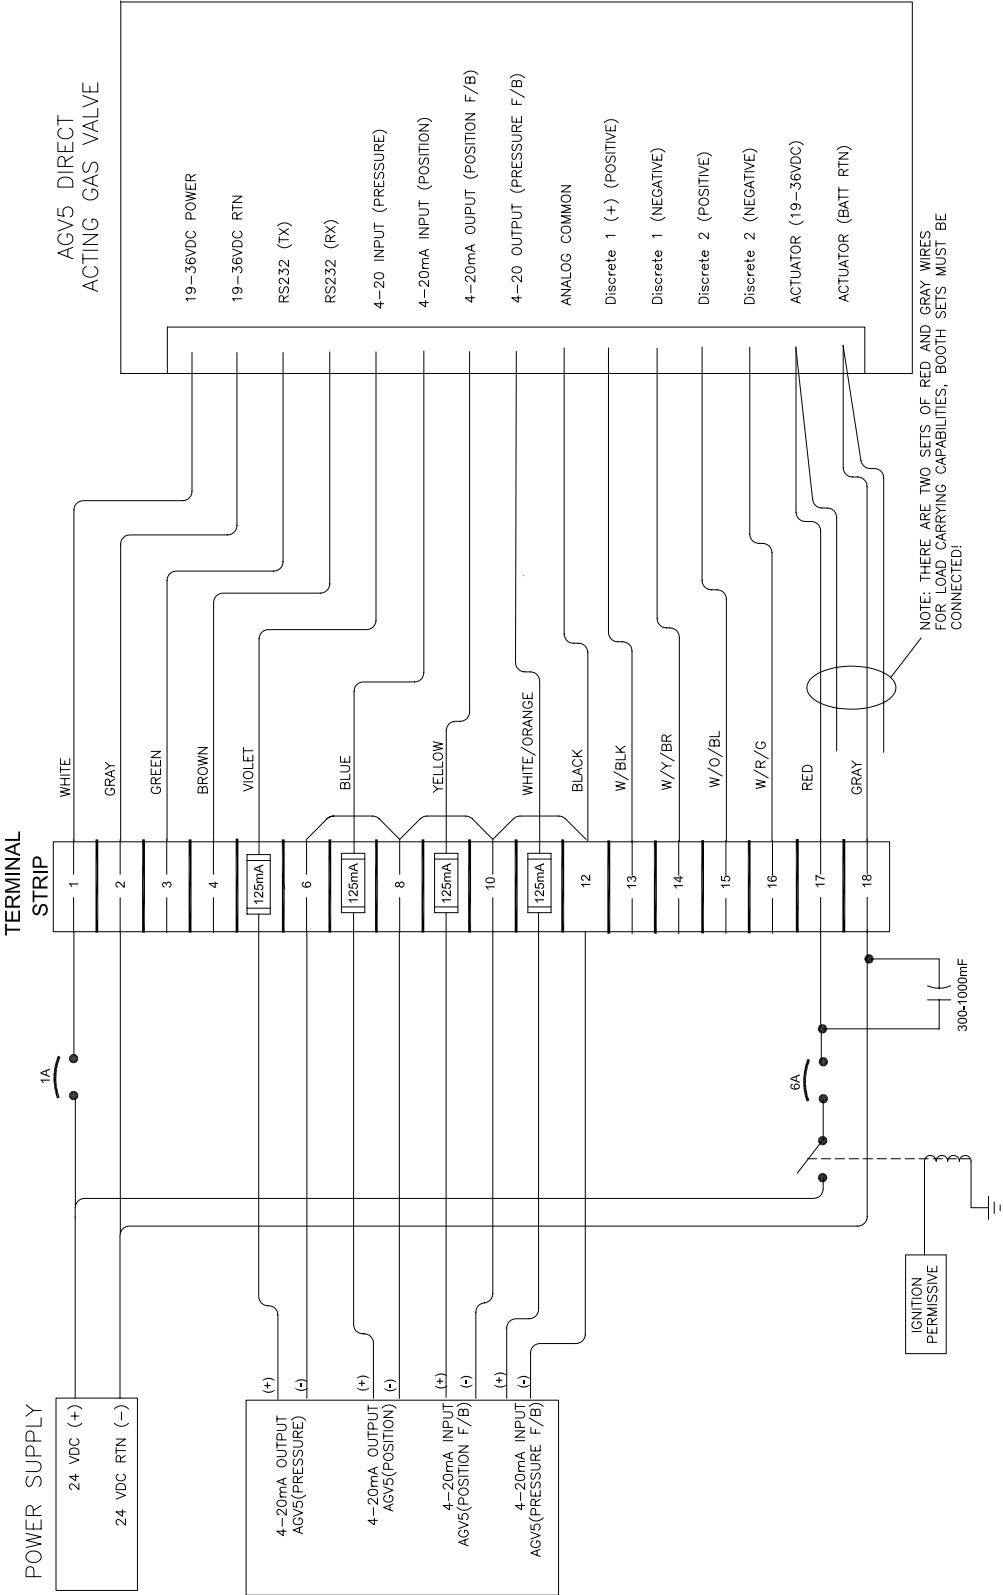 AGV5 DIRECT
ACTING GAS VALVE
19-36VDC POWER
19-36VDC RTN
RS232 (TX)
RS232 (RX)
4-20 INPUT (PRESSURE)
4-20mA INPUT (POSITION)
4-20mA OUPUT (POSITION F/B)
4-20 OUTPUT (PRESSURE F/B)
ANALOG COMMON
Discrete 1 (+) (POSITIVE)
Discrete 1 (NEGATIVE)
Discrete 2 (POSITIVE)
Discrete 2 (NEGATIVE)
ACTUATOR (19-36VDC)
ACTUATOR (BATT RTN)
NOTE: THERE ARE TWO SETS OF RED AND GRAY WIRES
FOR LOAD CARRYING CAPABILITIES, BOOTH SETS MUST BE
CONNECTED!
WHITE
GRAY
GREEN
BROWN
VIOLET
BLUE
YELLOW
WHITE/ORANGE
BLACK
W/BLK
W/Y/BR
W/O/BL
W/R/G
RED
GRAY
TERMINAL
STRIP
1
2
3
4
125mA
6
125mA
8
125mA
10
125mA
12
13
14
15
16
17
18
1A
6A
300-1000mF
IGNITION
PERMISSIVE
POWER SUPPLY
24 VDC (+)
24 VDC RTN (-)
4-20mA OUTPUT
AGV5(PRESSURE)
(+)
(-)
4-20mA OUTPUT
AGV5(POSITION)
(+)
(-)
4-20mA INPUT
AGV5(POSITION F/B)
(+)
(-)
4-20mA INPUT
AGV5(PRESSURE F/B)
(+)
(-)